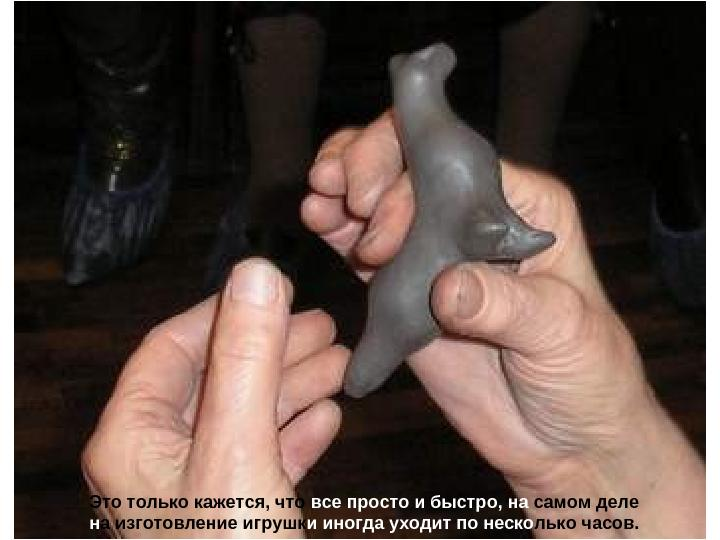 Это только кажется, что все просто и быстро, на самом деле
на изготовление игрушки иногда уходит по несколько часов.